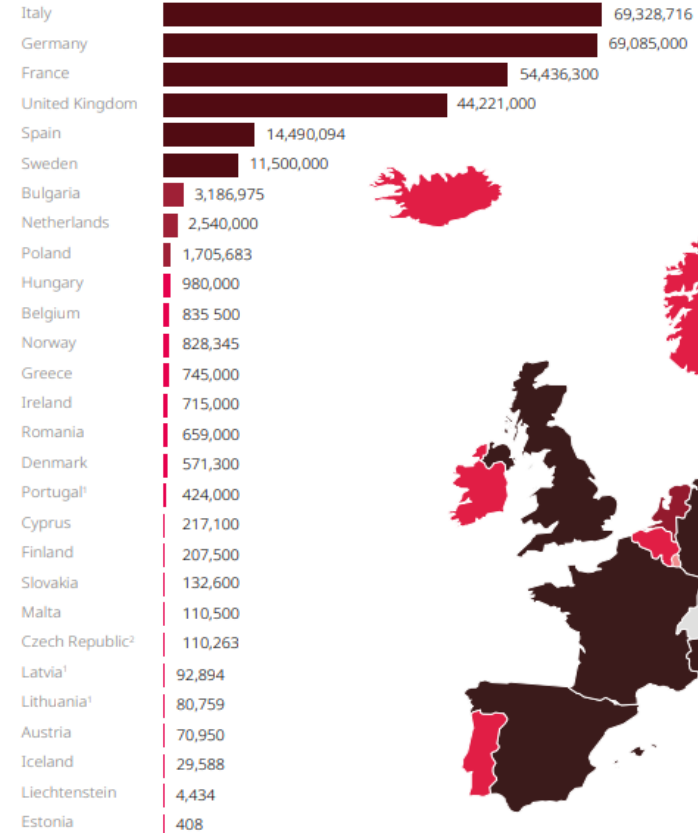 Italy 69,328,716
Germany 69,085,000
France 54,436,300
United Kingdom 44,221,000
Spain 14,490,094
Sweden 11,500,000
Bulgaria 3,186,975
Netherlands 2,540,000
Poland 1,705,683
Hungary 980,000
Belgium 835 500
Norway 828,345
Greece 745,000
Ireland 715,000
Romania 659,000
Denmark 571,300
Portugal¹ 424,000
Cyprus 217,100
Finland 207,500
Slovakia 132,600
Malta 110,500
Czech Republic² 110,263
Latvia¹ 92,894
Lithuania¹ 80,759
Austria 70,950
Iceland 29,588
Liechtenstein 4,434
Estonia 408